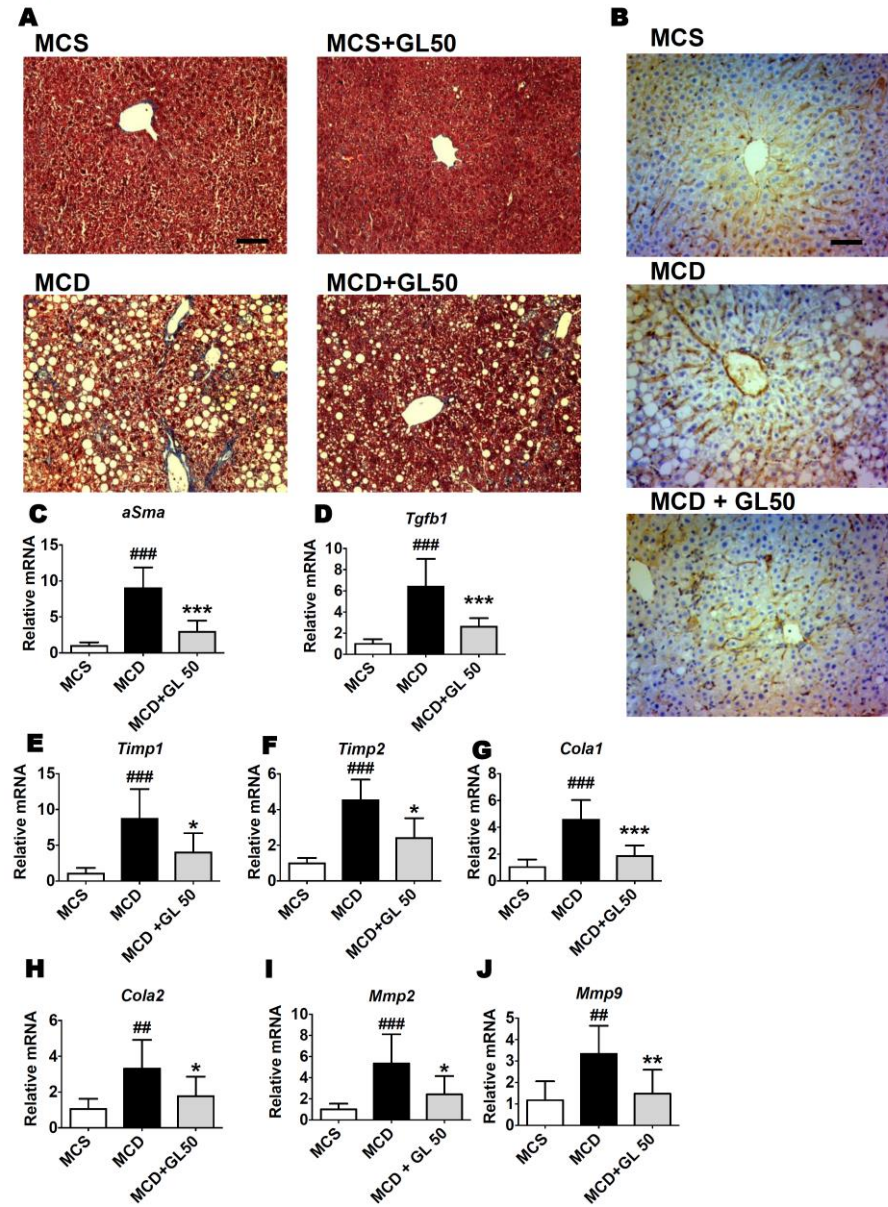 A
MCS
MCS+GL50
MCD
MCD+GL50
B
MCS
MCD
MCD + GL50
C
aSma
Relative mRNA
15
10
5
0
###
***
MCS
MCD
MCD+GL 50
D
Tgfb1
Relative mRNA
10
8
6
4
2
0
###
***
MCS
MCD
MCD+GL 50
E
Timp1
Relative mRNA
15
10
5
0
###
*
MCS
MCD
MCD +GL 50
F
Timp2
Relative mRNA
6
4
2
0
###
*
MCS
MCD
MCD+GL 50
G
Cola1
Relative mRNA
8
6
4
2
0
###
***
MCS
MCD
MCD+GL50
H
Cola2
Relative mRNA
6
4
2
0
##
*
MCS
MCD
MCD+GL50
I
Mmp2
Relative mRNA
10
8
6
4
2
0
###
*
MCS
MCD
MCD + GL 50
J
Mmp9
Relative mRNA
5
4
3
2
1
0
##
**
MCS
MCD
MCD+GL 50